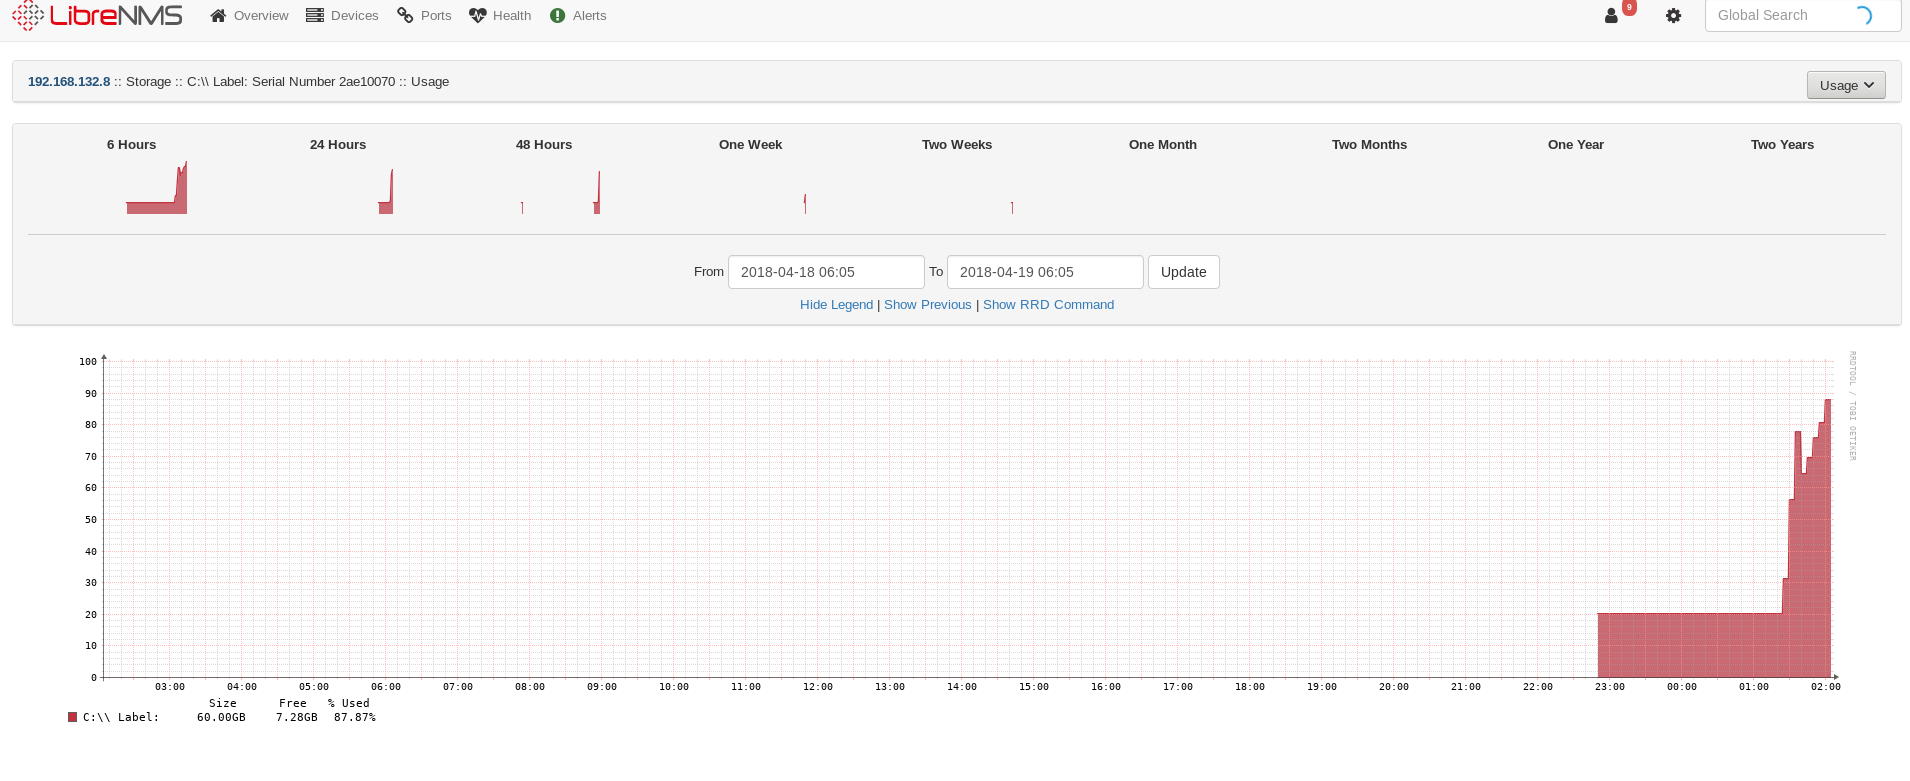 LibreNMS Overview Devices Ports Health Alerts 9 Global Search
192.168.132.8 :: Storage :: C:\\ Label: Serial Number 2ae10070 :: Usage
Usage
6 Hours 24 Hours 48 Hours One Week Two Weeks One Month Two Months One Year Two Years
From 2018-04-18 06:05 To 2018-04-19 06:05 Update
Hide Legend | Show Previous | Show RRD Command
RRDTOOL / TOBI OETIKER
100
90
80
70
60
50
40
30
20
10
0
03:00 04:00 05:00 06:00 07:00 08:00 09:00 10:00 11:00 12:00 13:00 14:00 15:00 16:00 17:00 18:00 19:00 20:00 21:00 22:00 23:00 00:00 01:00 02:00
Size Free % Used
C:\\ Label: 60.00GB 7.28GB 87.87%